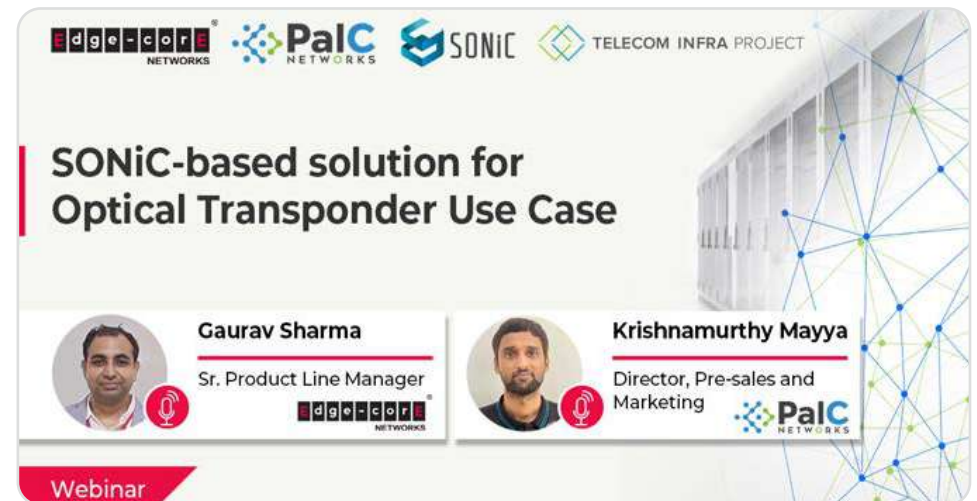 Edge-corE
NETWORKS
PalC
NETWORKS
SONiC
TELECOM INFRA PROJECT
SONiC-based solution for
Optical Transponder Use Case
Gaurav Sharma
Sr. Product Line Manager
Edge-corE
NETWORKS
Krishnamurthy Mayya
Director, Pre-sales and
Marketing
PalC
NETWORKS
Webinar